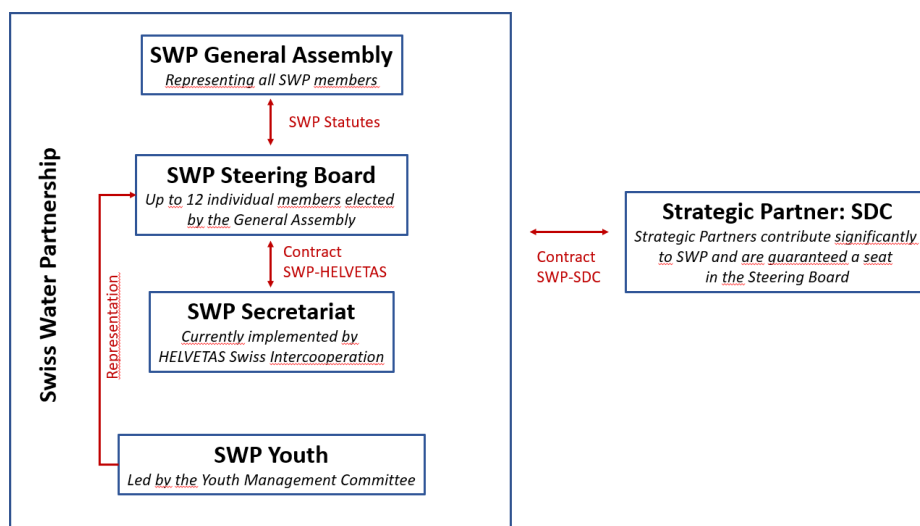 Swiss Water Partnership
SWP General Assembly
Representing all SWP members
SWP Statutes
SWP Steering Board
Up to 12 individual members elected
by the General Assembly
Contract
SWP-HELVETAS
SWP Secretariat
Currently implemented by
HELVETAS Swiss Intercooperation
Representation
SWP Youth
Led by the Youth Management Committee
Contract
SWP-SDC
Strategic Partner: SDC
Strategic Partners contribute significantly
to SWP and are guaranteed a seat
in the Steering Board